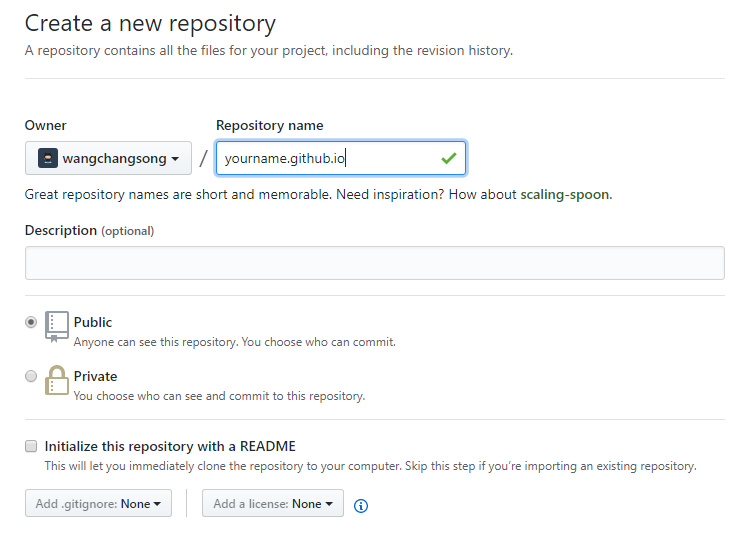 Create a new repository
A repository contains all the files for your project, including the revision history.
Owner
Repository name
wangchangsong / yourname.github.io
Great repository names are short and memorable. Need inspiration? How about scaling-spoon.
Description (optional)
Public
Anyone can see this repository. You choose who can commit.
Private
You choose who can see and commit to this repository.
Initialize this repository with a README
This will let you immediately clone the repository to your computer. Skip this step if you're importing an existing repository.
Add .gitignore: None
Add a license: None